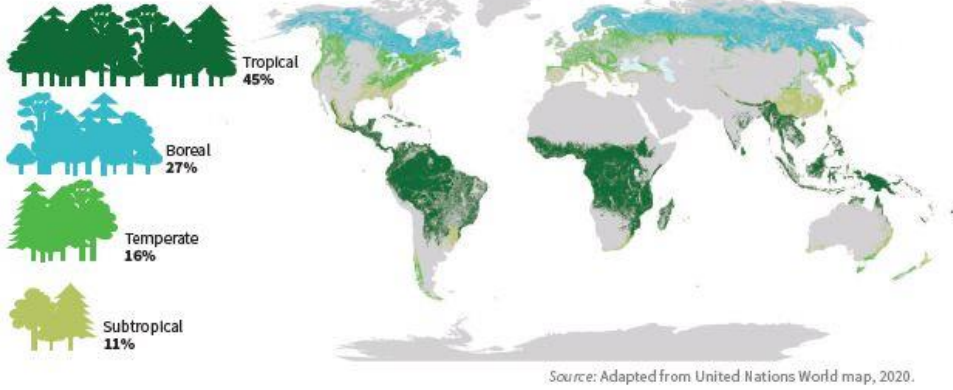 Tropical
45%
Boreal
27%
Temperate
16%
Subtropical
11%
Source: Adapted from United Nations World map, 2020.